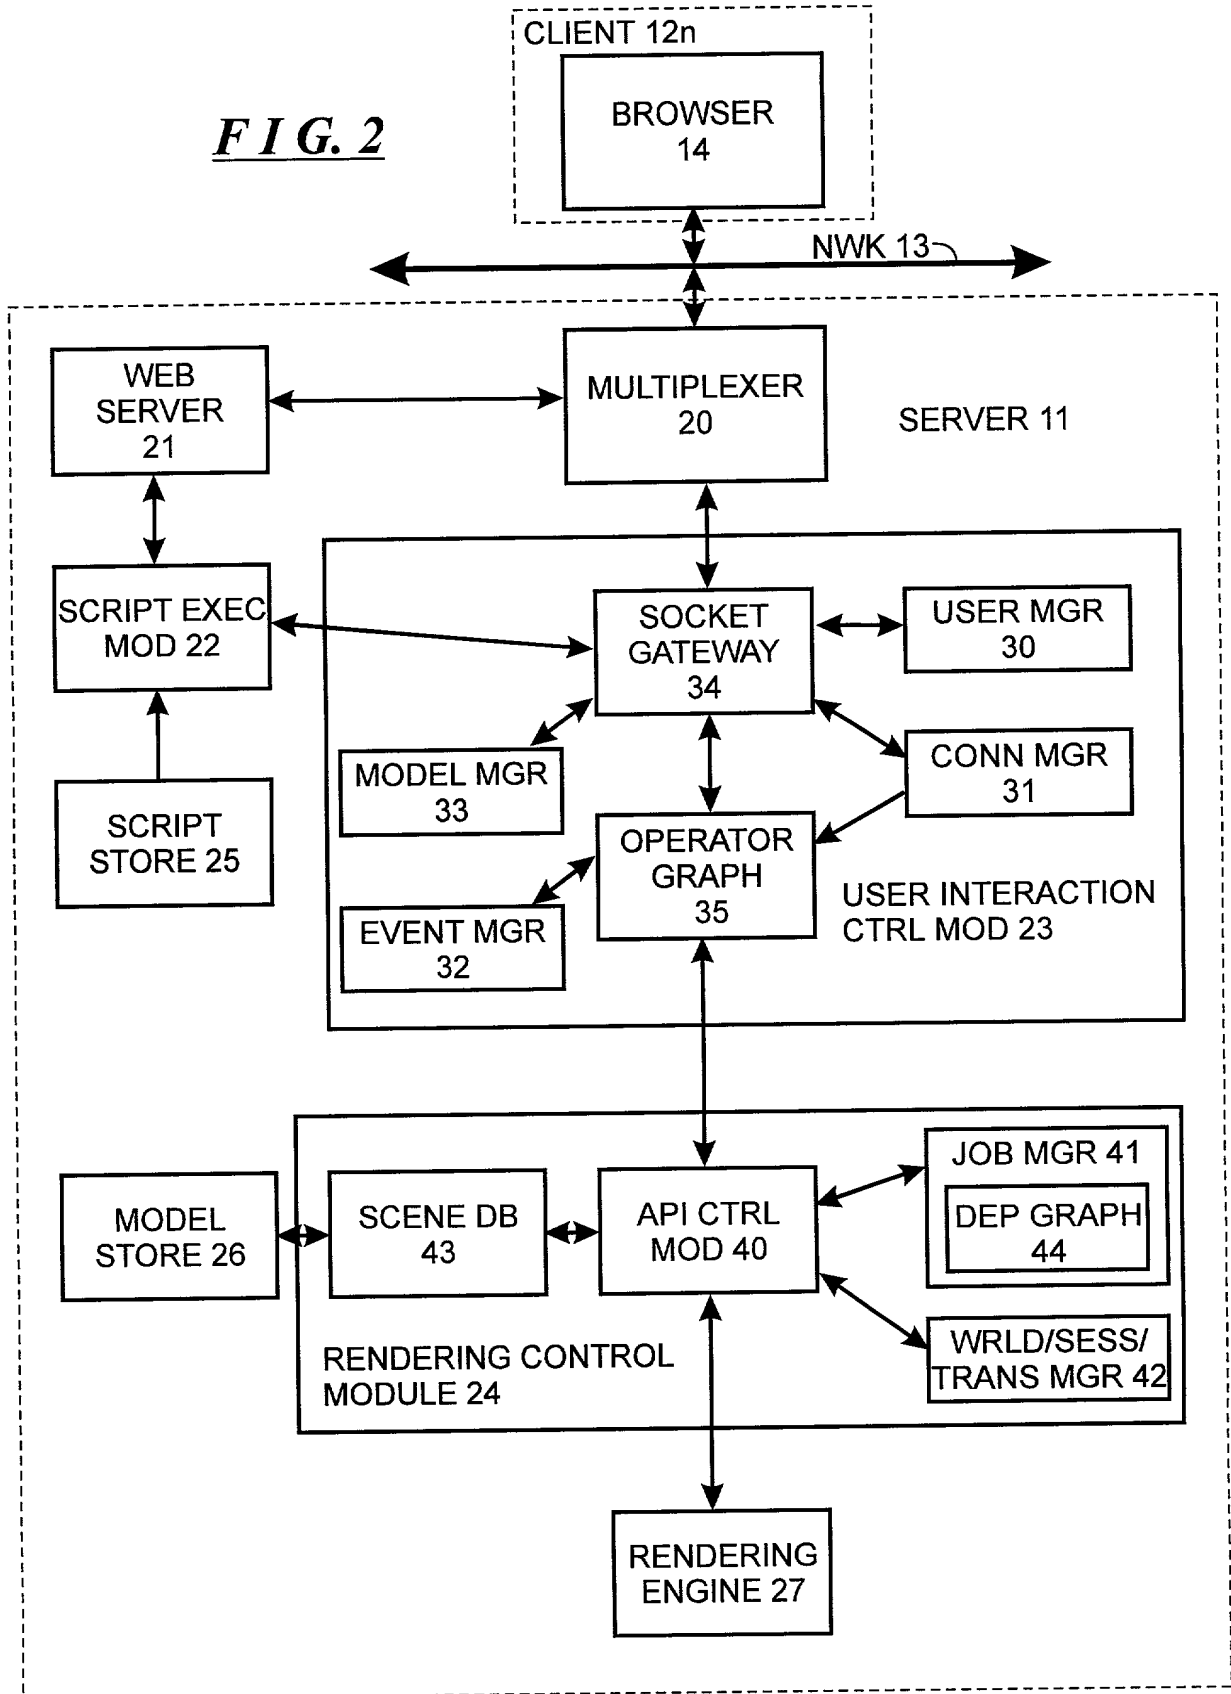 CLIENT 12n
BROWSER
14
FIG. 2
NWK 13
WEB
SERVER
21
MULTIPLEXER
20
SERVER 11
SCRIPT EXEC
MOD 22
SOCKET
GATEWAY
34
USER MGR
30
MODEL MGR
33
CONN MGR
31
SCRIPT
STORE 25
OPERATOR
GRAPH
35
EVENT MGR
32
USER INTERACTION
CTRL MOD 23
MODEL
STORE 26
SCENE DB
43
API CTRL
MOD 40
JOB MGR 41
DEP GRAPH
44
WRLD/SESS/
TRANS MGR 42
RENDERING CONTROL
MODULE 24
RENDERING
ENGINE 27